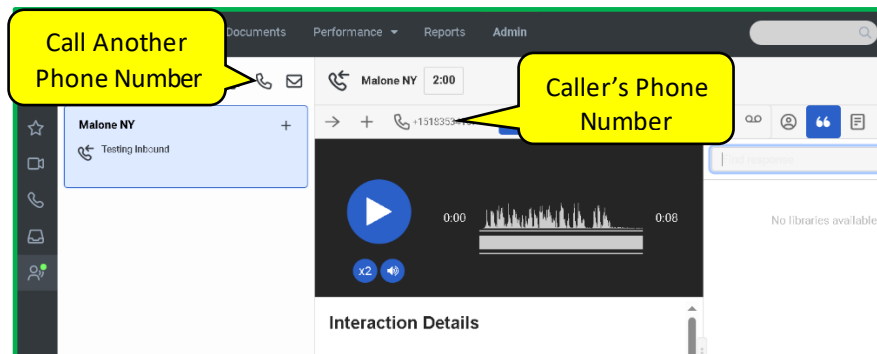 Call Another
Phone Number
Documents
Performance
Reports
Admin
Malone NY
2:00
Caller's Phone
Number
Malone NY
+
Testing Inbound
0:00
0:08
x2
No libraries available
Interaction Details